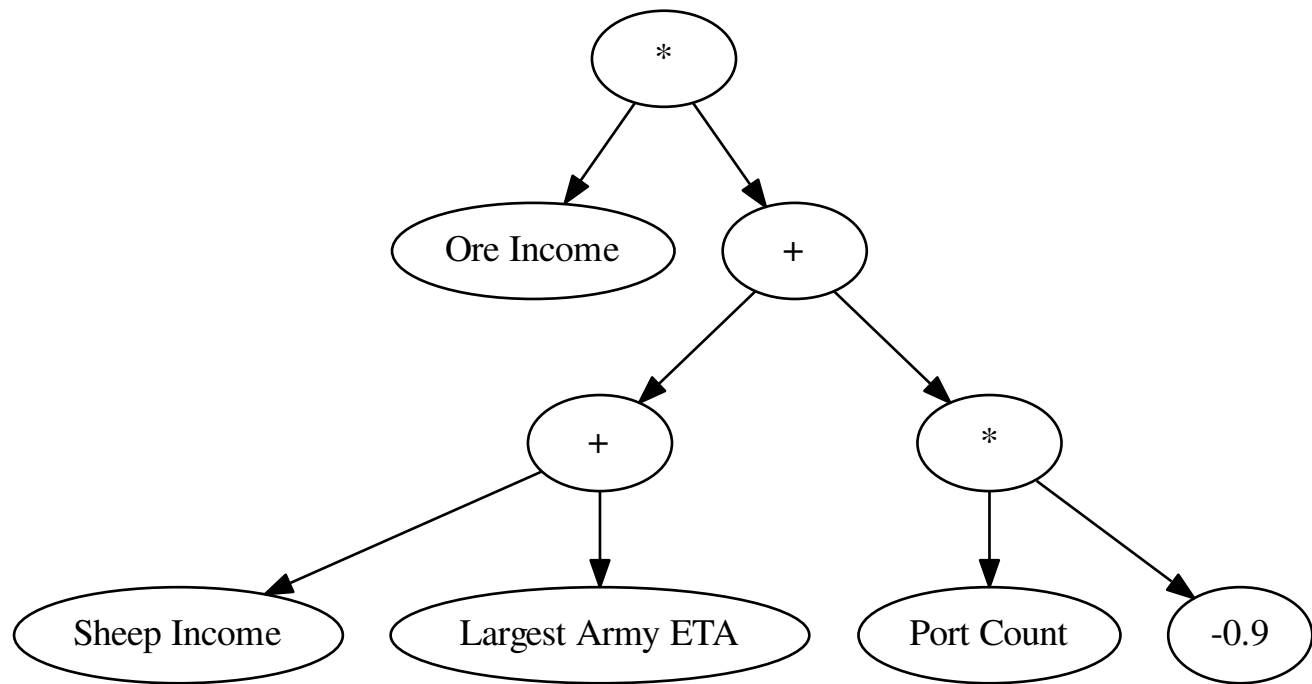 *
Ore Income
+
+
*
Sheep Income
Largest Army ETA
Port Count
-0.9